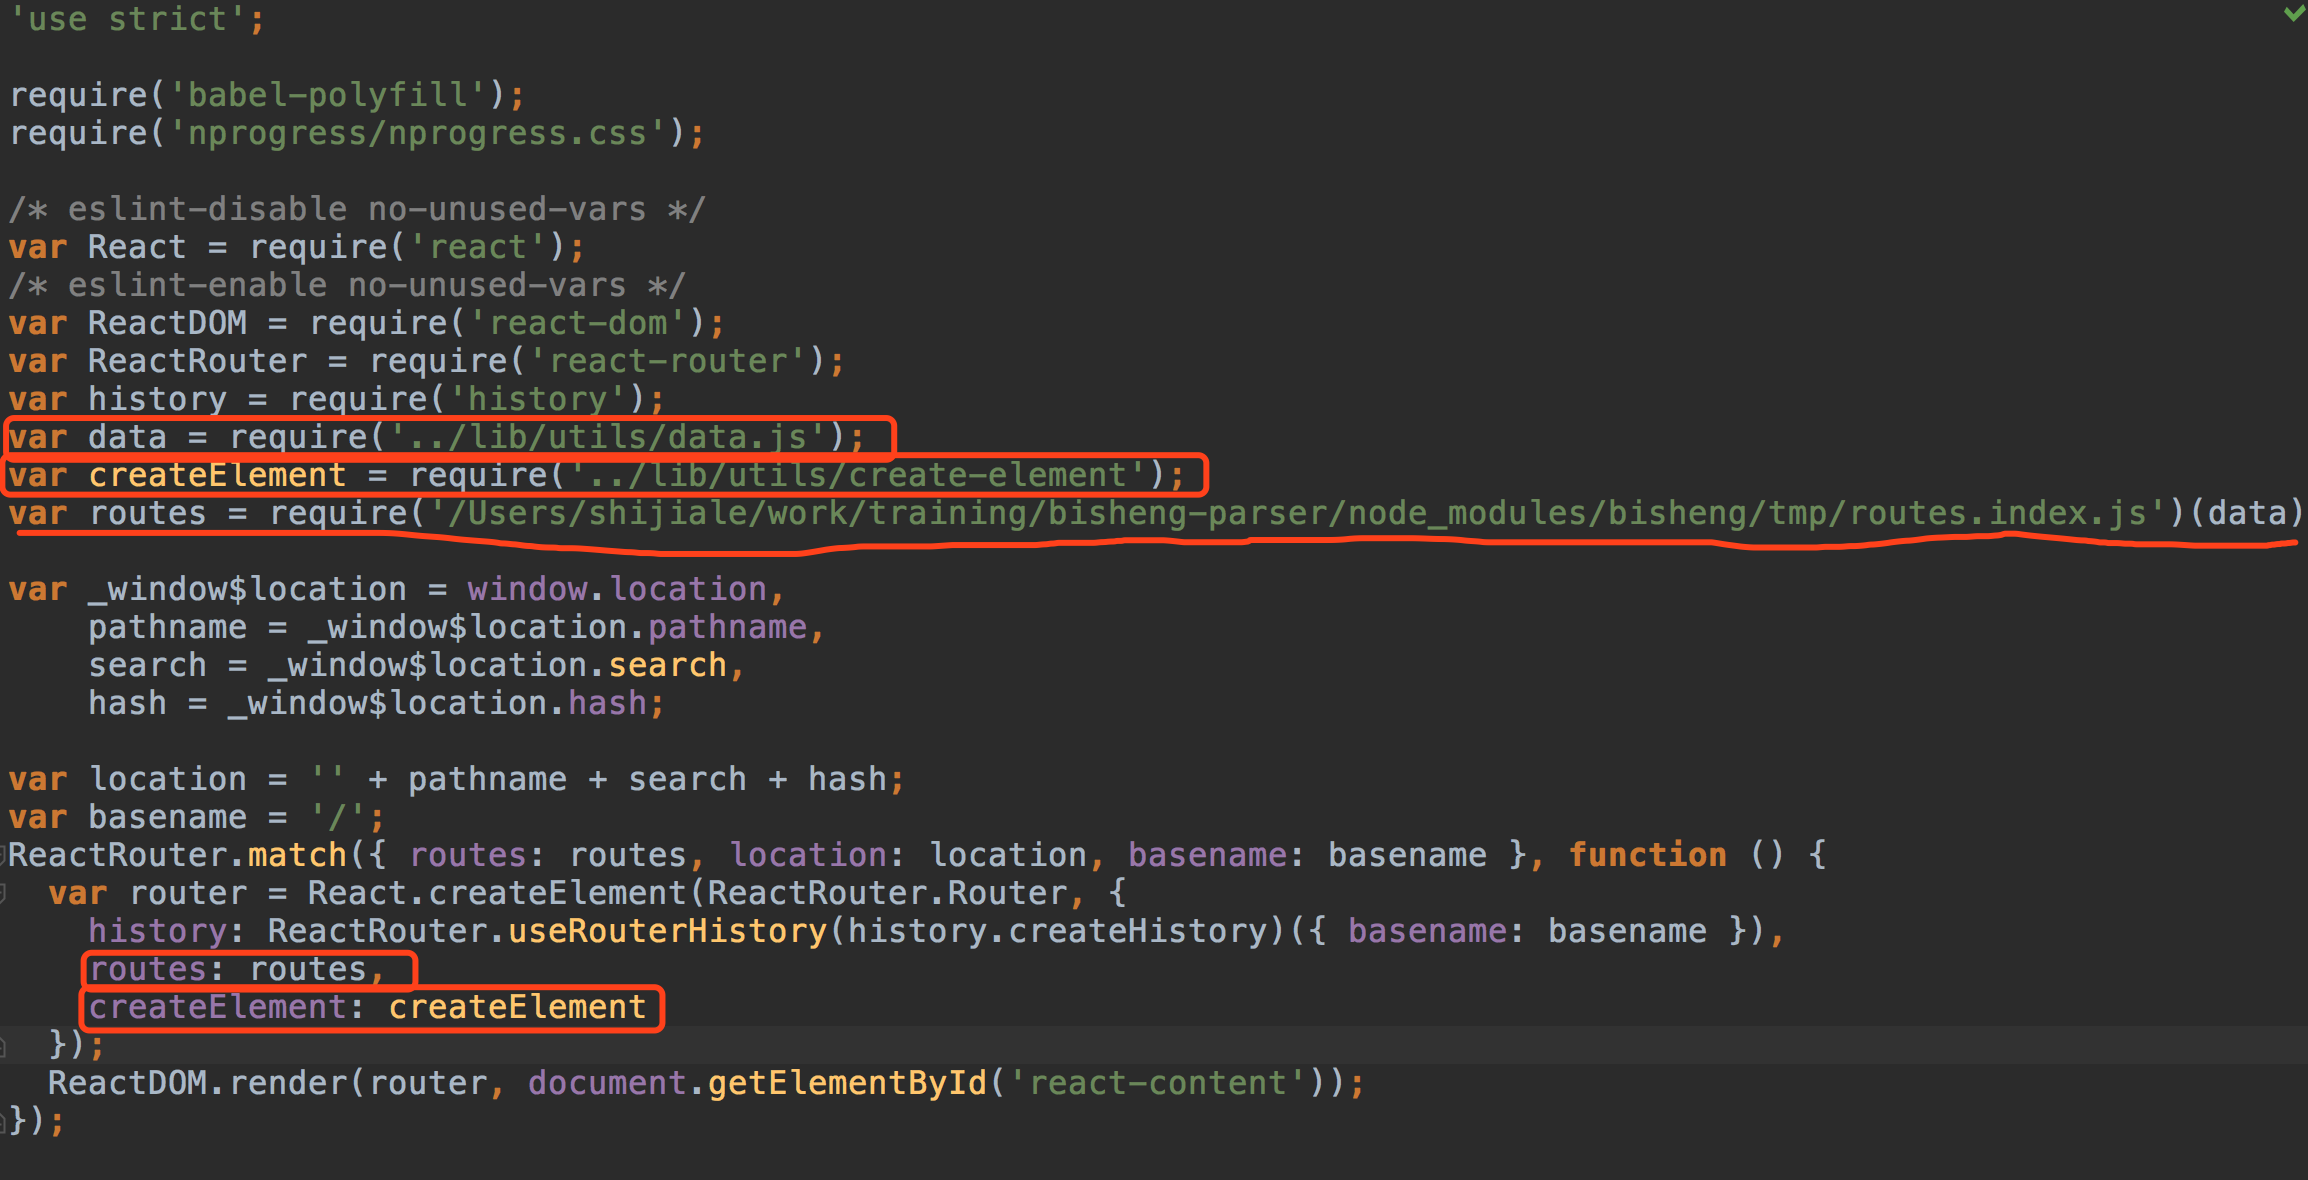 'use strict';
require('babel-polyfill');
require('nprogress/nprogress.css');
/* eslint-disable no-unused-vars */
var React = require('react');
/* eslint-enable no-unused-vars */
var ReactDOM = require('react-dom');
var ReactRouter = require('react-router');
var history = require('history');
var data = require('../lib/utils/data.js');
var createElement = require('../lib/utils/create-element');
var routes = require('/Users/shijiale/work/training/bisheng-parser/node_modules/bisheng/tmp/routes.index.js')(data)
var _window$location = window.location,
    pathname = _window$location.pathname,
    search = _window$location.search,
    hash = _window$location.hash;
var location = '' + pathname + search + hash;
var basename = '/';
ReactRouter.match({ routes: routes, location: location, basename: basename }, function () {
  var router = React.createElement(ReactRouter.Router, {
    history: ReactRouter.useRouterHistory(history.createHistory)({ basename: basename }),
    routes: routes,
    createElement: createElement
  });
  ReactDOM.render(router, document.getElementById('react-content'));
});